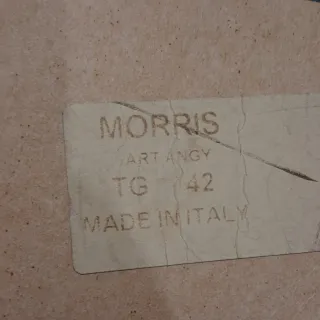 MORRIS
ART ANGY
TG 42
MADE IN ITALY